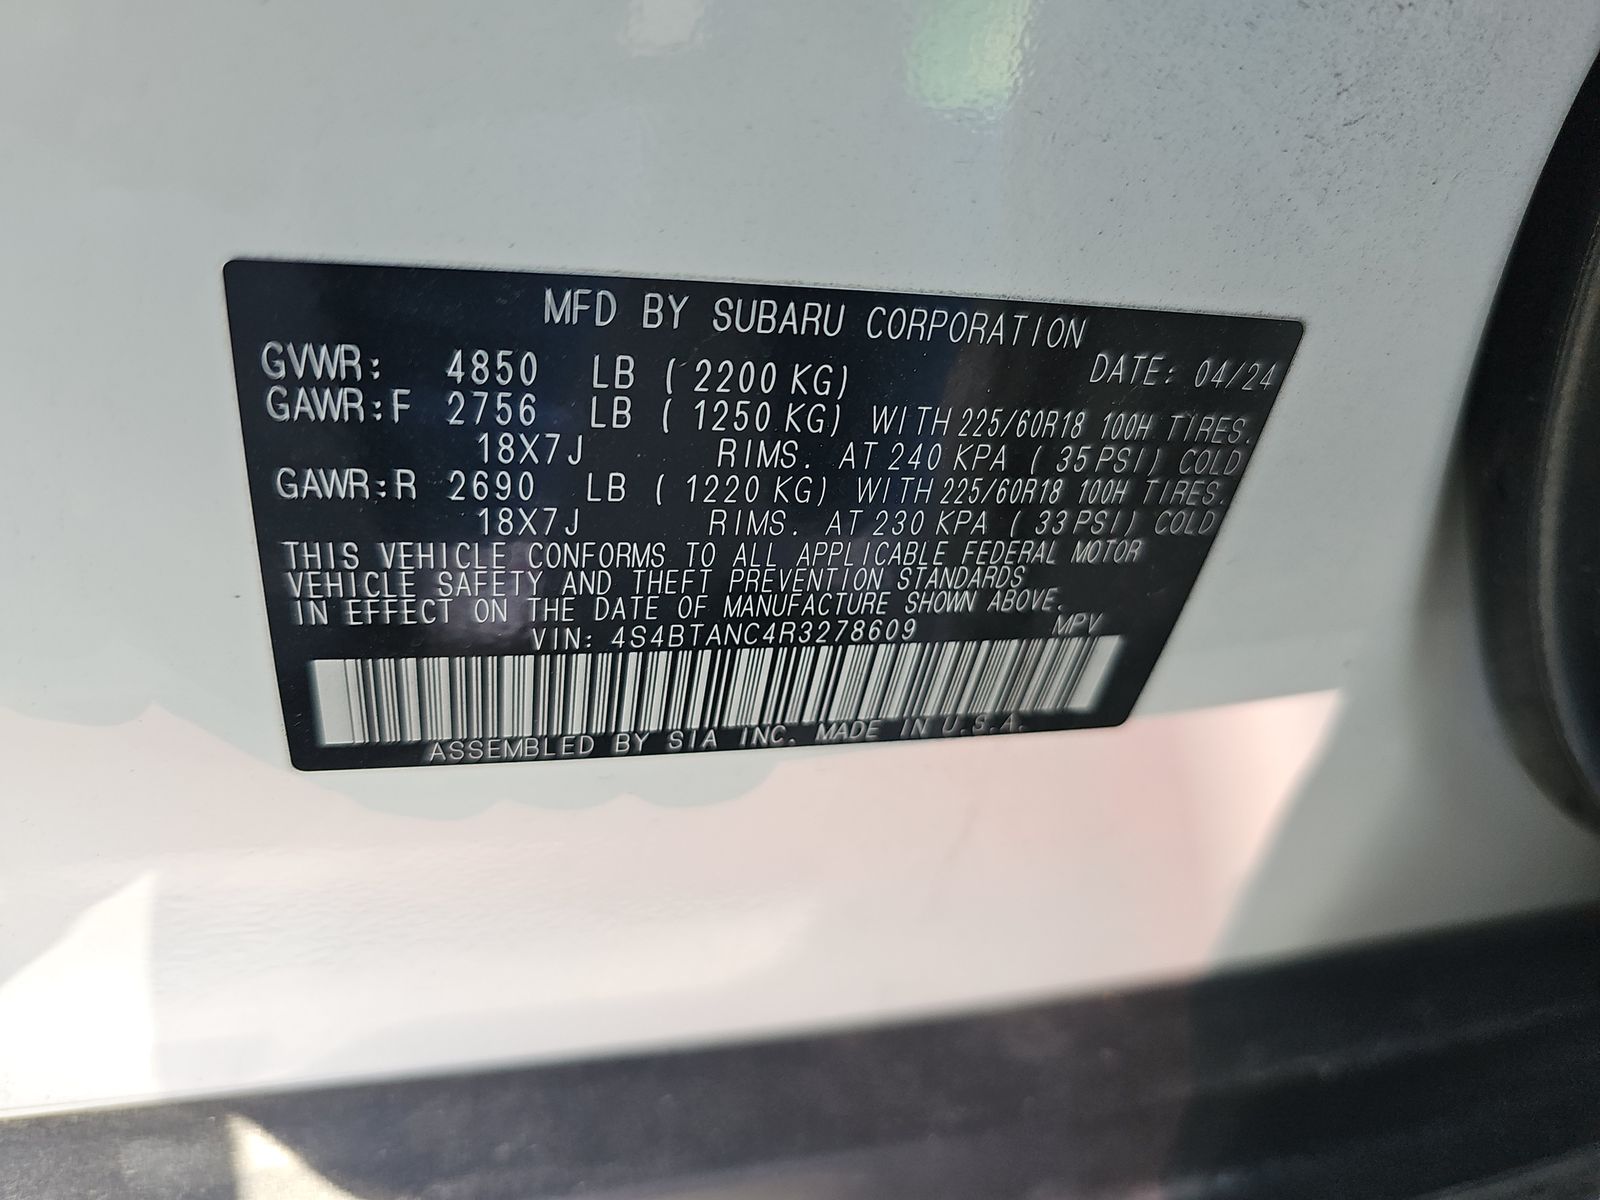 MFD BY SUBARU CORPORATION
GVWR: 4850 LB (2200 KG) DATE: 04/24
GAWR:F 2756 LB (1250 KG) WITH 225/60R18 100H TIRES.
18X7J RIMS. AT 240 KPA (35 PSI) COLD
GAWR:R 2690 LB (1220 KG) WITH 225/60R18 100H TIRES.
18X7J RIMS. AT 230 KPA (33 PSI) COLD
THIS VEHICLE CONFORMS TO ALL APPLICABLE FEDERAL MOTOR
VEHICLE SAFETY AND THEFT PREVENTION STANDARDS
IN EFFECT ON THE DATE OF MANUFACTURE SHOWN ABOVE.
VIN: 4S4BTANC4R3278609 MPV
ASSEMBLED BY SIA INC. MADE IN U.S.A.